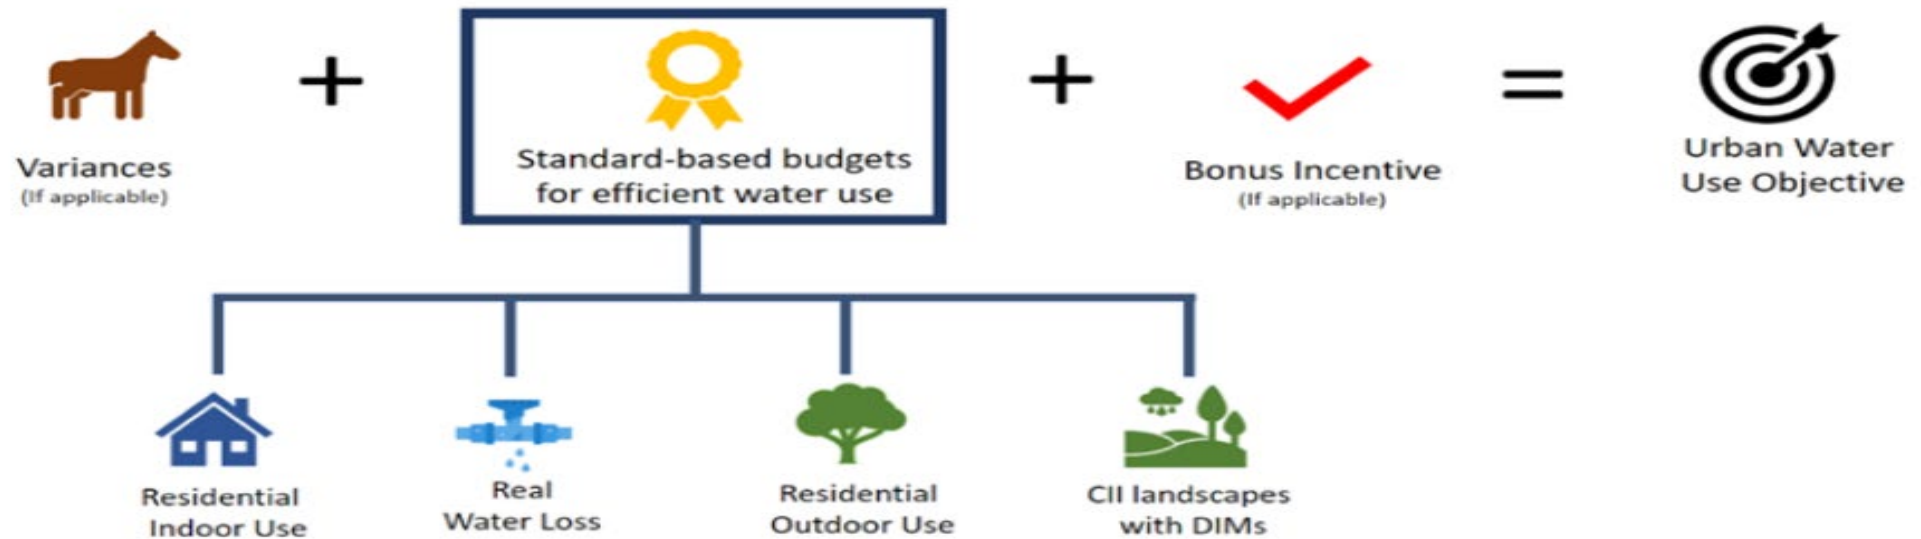 Variances
(If applicable)
+
Standard-based budgets
for efficient water use
+
Bonus Incentive
(If applicable)
=
Urban Water
Use Objective
Residential
Indoor Use
Real
Water Loss
Residential
Outdoor Use
CII landscapes
with DIMs